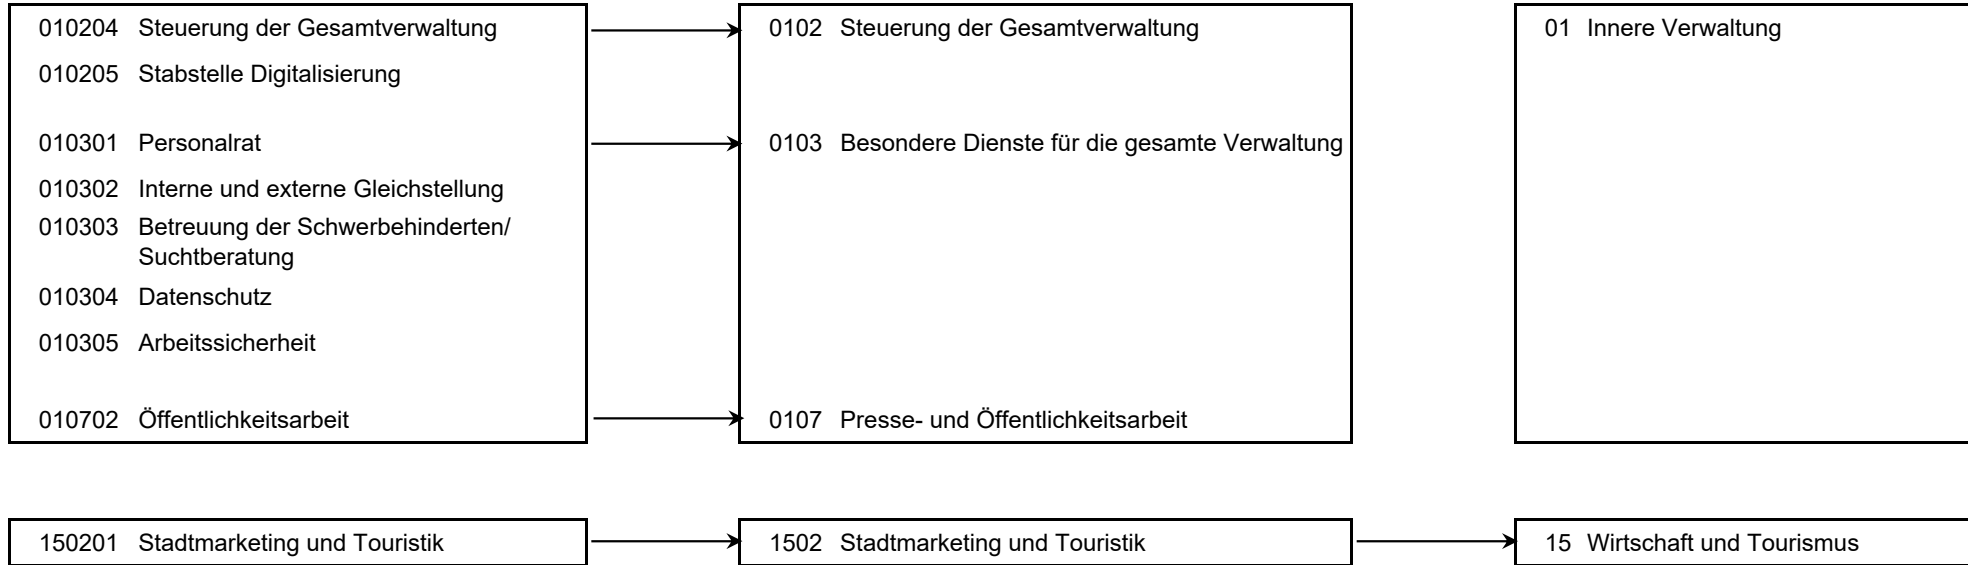 010204 Steuerung der Gesamtverwaltung
0102 Steuerung der Gesamtverwaltung
01 Innere Verwaltung
010205 Stabstelle Digitalisierung
010301 Personalrat
0103 Besondere Dienste für die gesamte Verwaltung
010302 Interne und externe Gleichstellung
010303 Betreuung der Schwerbehinderten/
Suchtberatung
010304 Datenschutz
010305 Arbeitssicherheit
010702 Öffentlichkeitsarbeit
0107 Presse- und Öffentlichkeitsarbeit
150201 Stadtmarketing und Touristik
1502 Stadtmarketing und Touristik
15 Wirtschaft und Tourismus